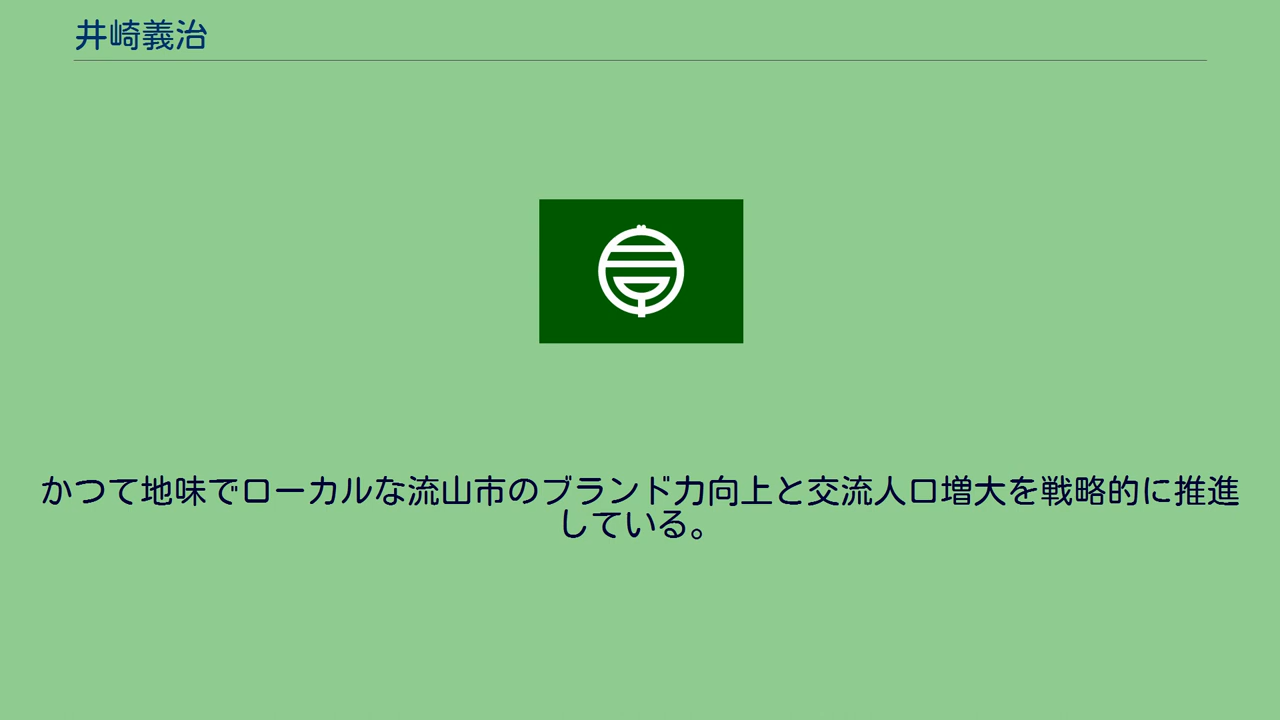 井崎義治
かつて地味でローカルな流山市のブランド力向上と交流人口増大を戦略的に推進
している。